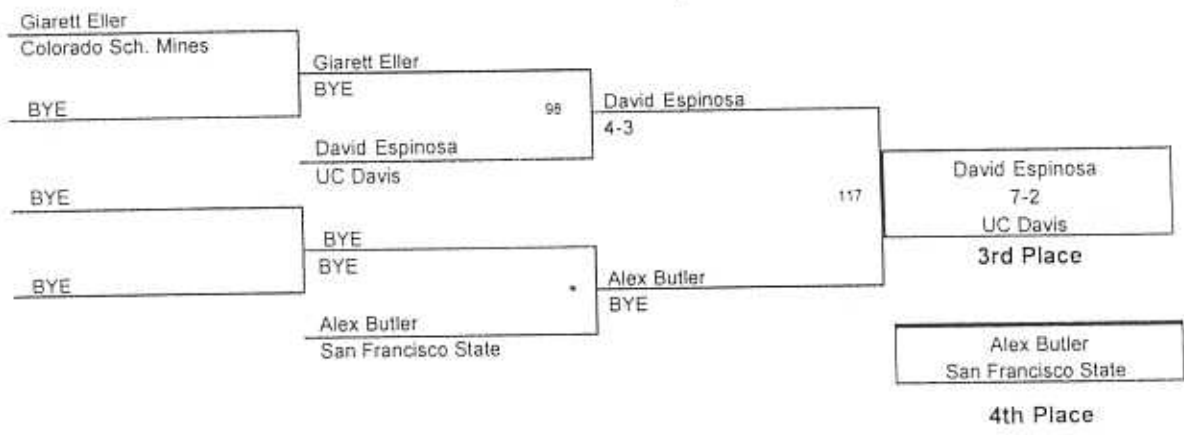 Giarett Eller
Colorado Sch. Mines
BYE
Giarett Eller
BYE
98
David Espinosa
UC Davis
David Espinosa
4-3
BYE
BYE
BYE
BYE
Alex Butler
San Francisco State
Alex Butler
BYE
117
David Espinosa
7-2
UC Davis
3rd Place
Alex Butler
San Francisco State
4th Place